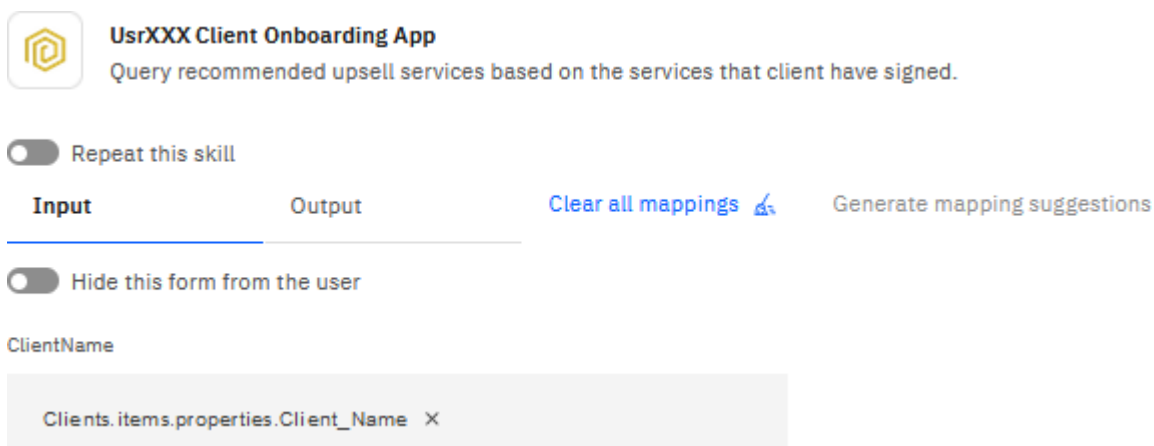 UsrXXX Client Onboarding App
Query recommended upsell services based on the services that client have signed.
Repeat this skill
Input Output Clear all mappings Generate mapping suggestions
Hide this form from the user
ClientName
Clients.items.properties.Client_Name ×